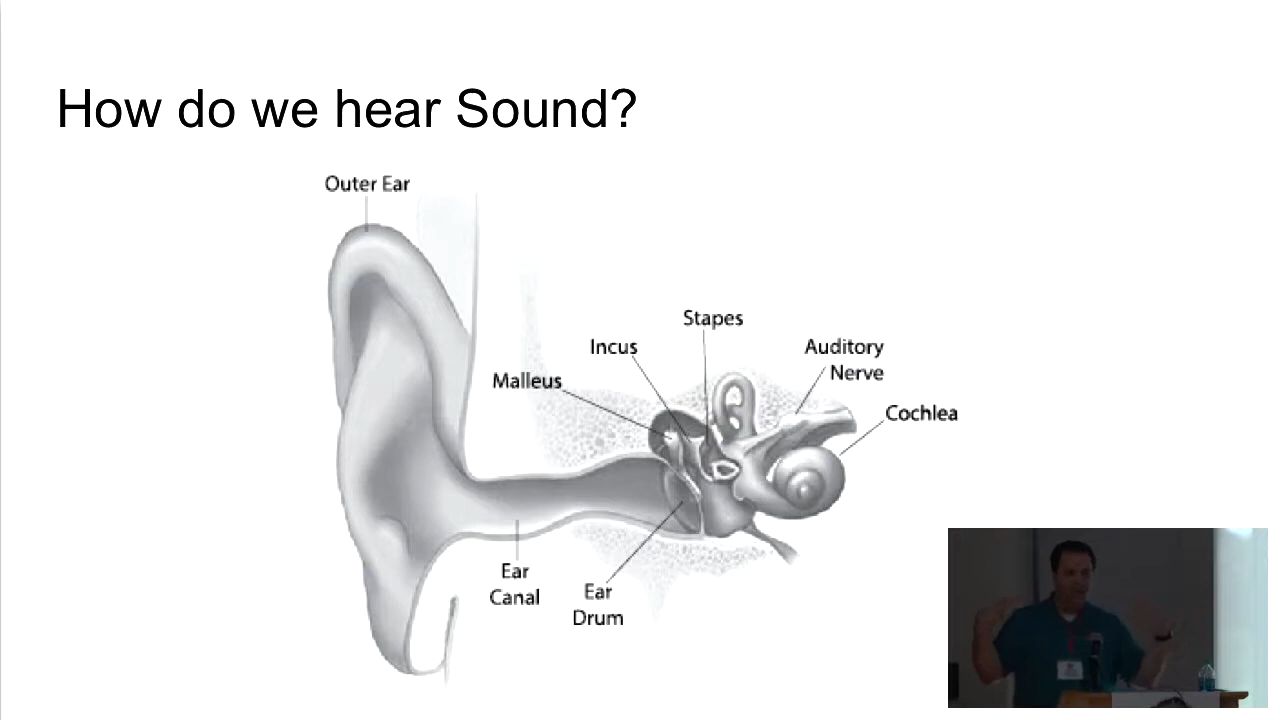 How do we hear Sound?
Outer Ear
Stapes
Incus
Auditory
Nerve
Malleus
Cochlea
Ear
Canal
Ear
Drum